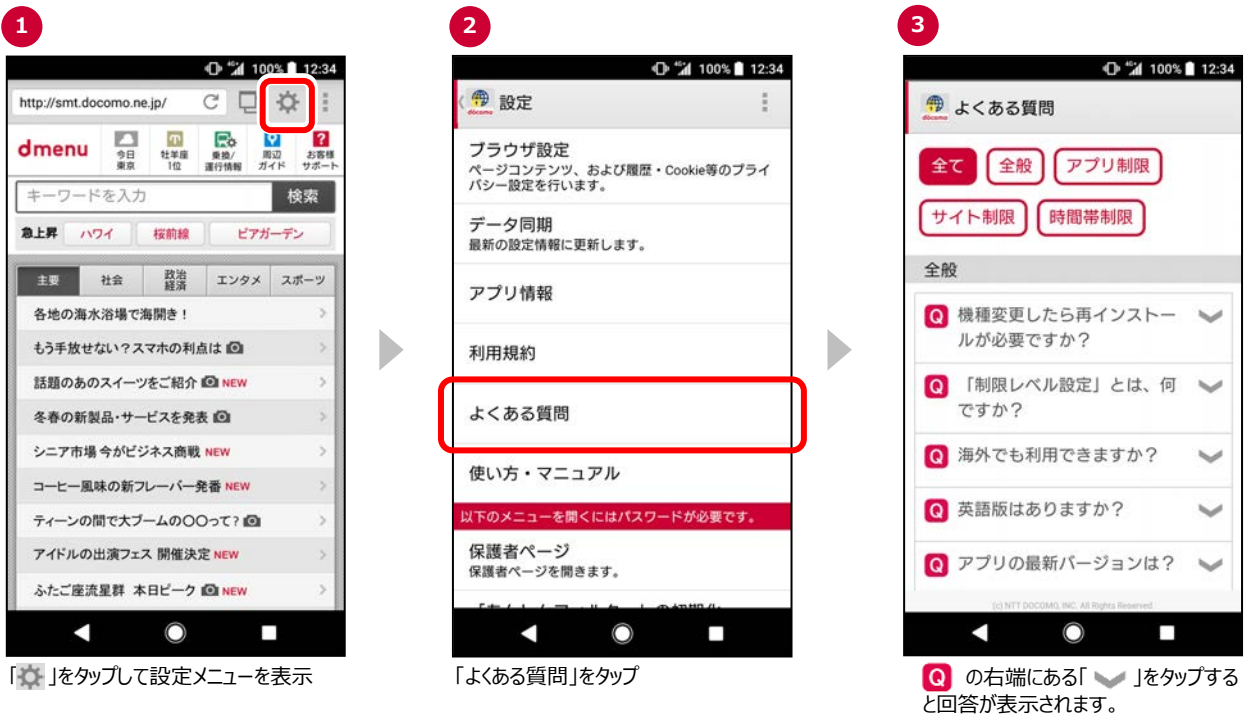 1
100% 12:34
http://smt.docomo.ne.jp/
dmenu
今日
東京
牡羊座
1位
乗換/
運行情報
周辺
ガイド
お客様
サポート
キーワードを入力
検索
急上昇 ハワイ 桜前線 ビアガーデン
主要 社会 政治
経済 エンタメ スポーツ
各地の海水浴場で海開き！
もう手放せない？スマホの利点は
話題のあのスイーツをご紹介 NEW
冬春の新製品・サービスを発表
シニア市場 今がビジネス商戦 NEW
コーヒー風味の新フレーバー発番 NEW
ティーンの間で大ブームの〇〇って？
アイドルの出演フェス 開催決定 NEW
ふたご座流星群 本日ピーク NEW
「 」をタップして設定メニューを表示
2
100% 12:34
docomo
設定
ブラウザ設定
ページコンテンツ、および履歴・Cookie等のプライ
バシー設定を行います。
データ同期
最新の設定情報に更新します。
アプリ情報
利用規約
よくある質問
使い方・マニュアル
以下のメニューを開くにはパスワードが必要です。
保護者ページ
保護者ページを開きます。
「よくある質問」をタップ
3
100% 12:34
docomo
よくある質問
全て 全般 アプリ制限
サイト制限 時間帯制限
全般
Q 機種変更したら再インストー
ルが必要ですか？
Q 「制限レベル設定」とは、何
ですか？
Q 海外でも利用できますか？
Q 英語版はありますか？
Q アプリの最新バージョンは？
(c) NTT DOCOMO, INC. All Rights Reserved.
Q の右端にある「 」をタップする
と回答が表示されます。